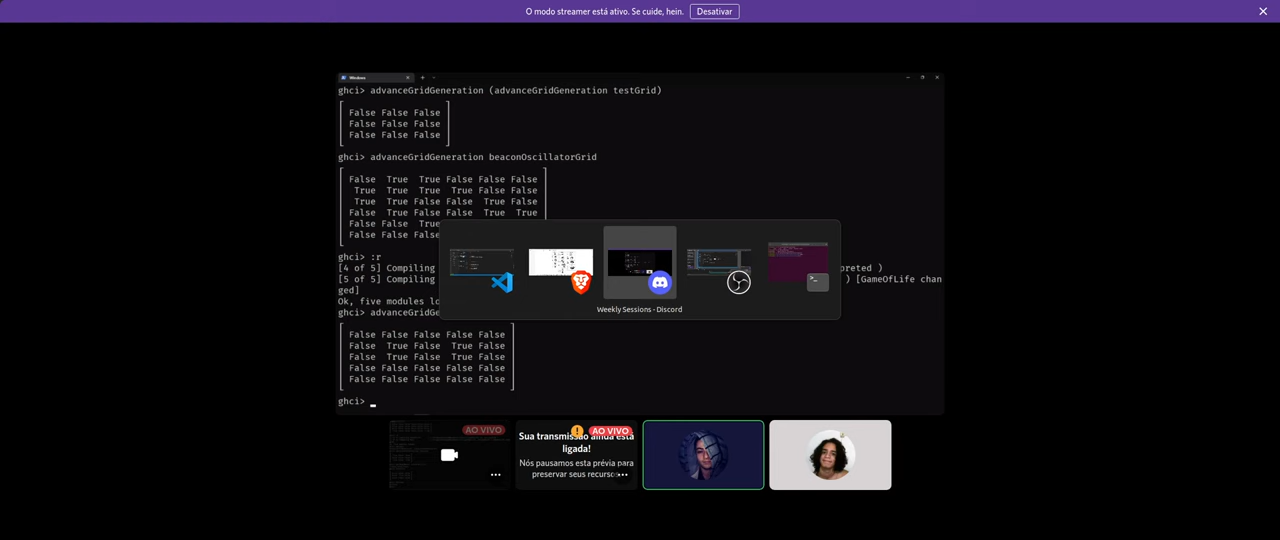 O modo streamer está ativo. Se cuide, hein. Desativar
Windows
ghci> advanceGridGeneration (advanceGridGeneration testGrid)
False False False
False False False
False False False
ghci> advanceGridGeneration beaconOscillatorGrid
False True True False False False
True True True True False False
True True False False True False
False True False False True True
False False
False
ghci> :r
[4 of 5] Compiling preted )
[5 of 5] Compiling ) [GameOfLife chan
ged]
Ok, five modules lo
ghci> advanceGridGe
Weekly Sessions - Discord
False False False False False
False True False True False
False True False True False
False False False False False
False False False False False
ghci>
AO VIVO
AO VIVO
Sua transmissão ainda está
ligada!
Nós pausamos esta prévia para
preservar seus recursos